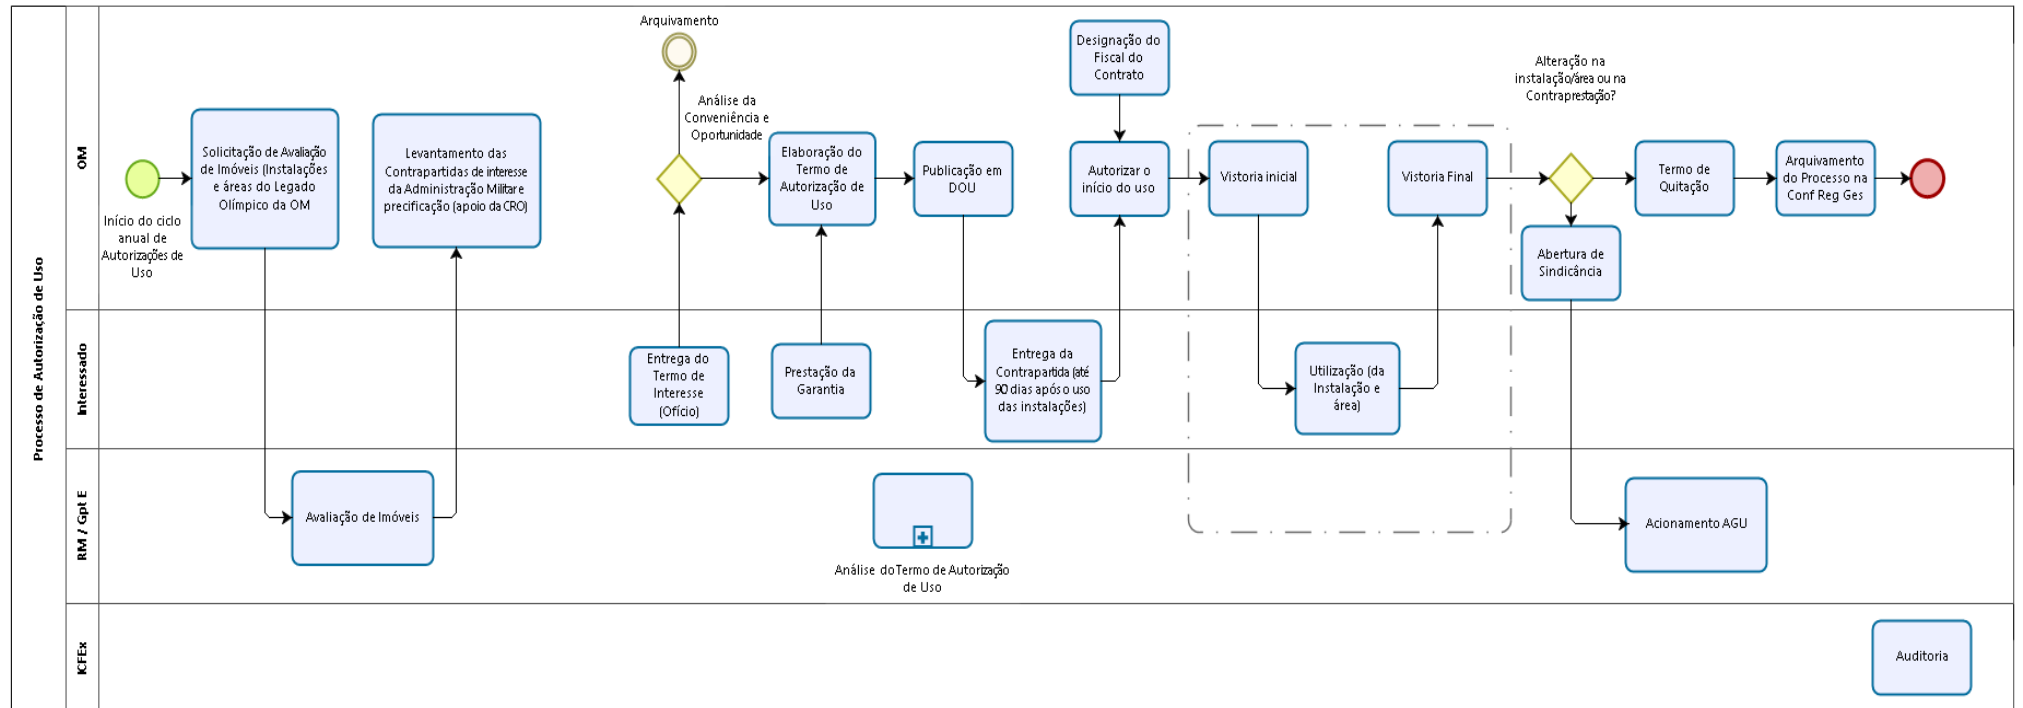 Processo de Autorização de Uso
OM
Início do ciclo
anual de
Autorizações de
Uso
Solicitação de Avaliação
de Imóveis (Instalações
e áreas do Legado
Olímpico da OM
Levantamento das
Contrapartidas de interesse
da Administração Militar e
precificação (apoio da CRO)
Arquivamento
Análise da
Conveniência e
Oportunidade
Elaboração do
Termo de
Autorização de
Uso
Publicação em
DOU
Designação do
Fiscal do
Contrato
Autorizar o
início do uso
Vistoria inicial
Vistoria Final
Alteração na
instalação/área ou na
Contraprestação?
Termo de
Quitação
Arquivamento
do Processo na
Conf Reg Ges
Abertura de
Sindicância
Interessado
Entrega do
Termo de
Interesse
(Ofício)
Prestação da
Garantia
Entrega da
Contrapartida (até
90 dias após o uso
das instalações)
Utilização (da
Instalação e
área)
RM / Gpt E
Avaliação de Imóveis
Análise do Termo de Autorização
de Uso
Acionamento AGU
ICFEx
Auditoria